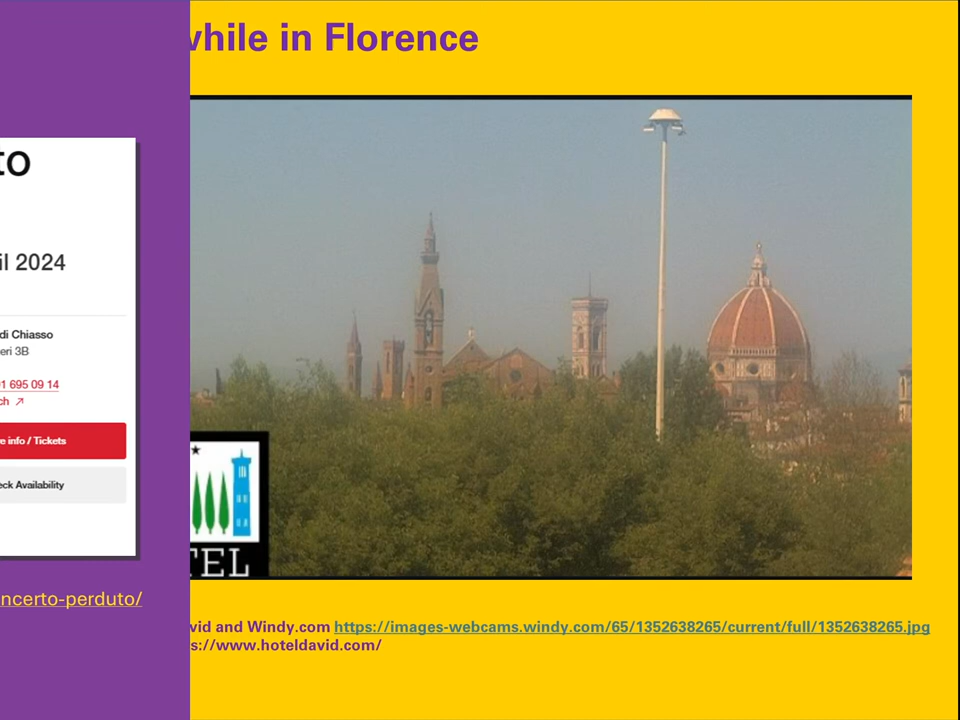 while in Florence
to
il 2024
di Chiasso
eri 3B
1 695 09 14
ch ↗
e info / Tickets
eck Availability
TEL
ncerto-perduto/
vid and Windy.com https://images-webcams.windy.com/65/1352638265/current/full/1352638265.jpg
s://www.hoteldavid.com/